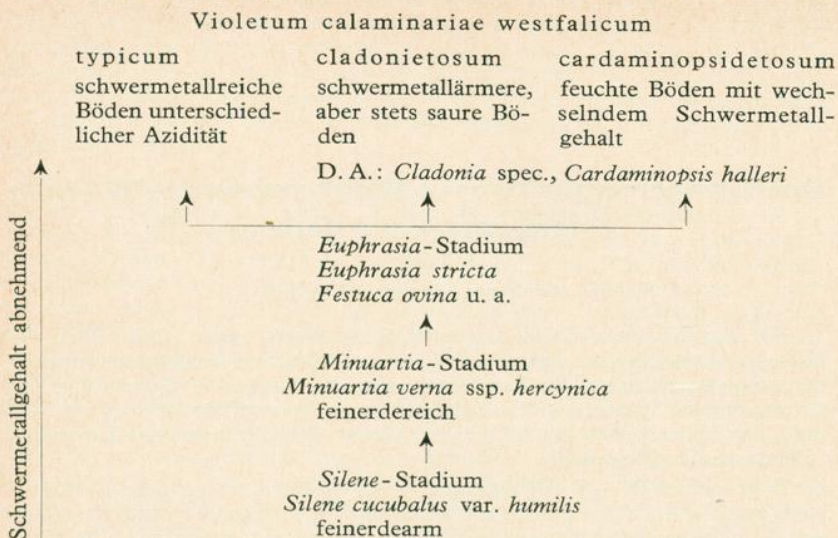 Violetum calaminariae westfalicum
typicum
schwermetallreiche
Böden unterschied-
licher Azidität
cladonietosum
schwermetallärmere,
aber stets saure Bö-
den
cardaminopsidetosum
feuchte Böden mit wech-
selndem Schwermetall-
gehalt
D. A.: Cladonia spec., Cardaminopsis halleri
Euphrasia-Stadium
Euphrasia stricta
Festuca ovina u. a.
Minuartia-Stadium
Minuartia verna ssp. hercynica
feinerdereich
Silene-Stadium
Silene cucubalus var. humilis
feinerdearm
Schwermetallgehalt abnehmend